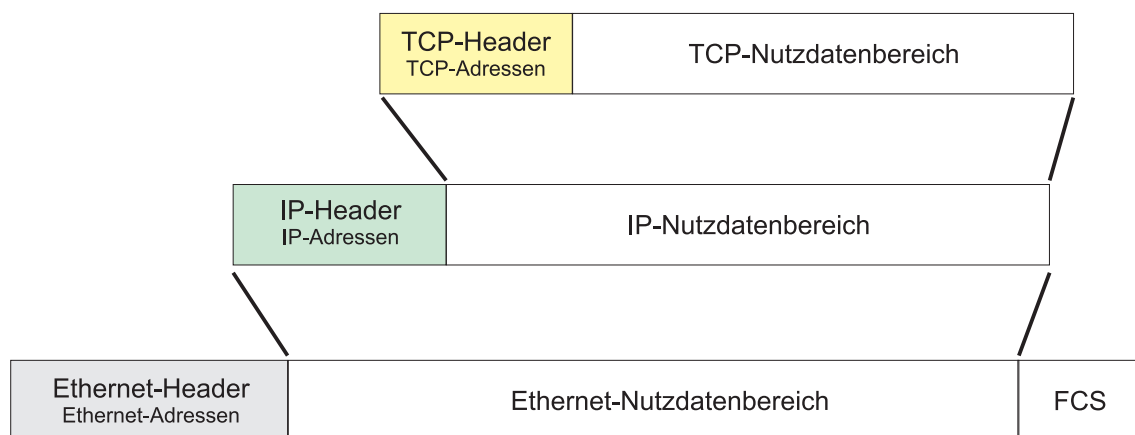 TCP-Header
TCP-Adressen
TCP-Nutzdatenbereich
IP-Header
IP-Adressen
IP-Nutzdatenbereich
Ethernet-Header
Ethernet-Adressen
Ethernet-Nutzdatenbereich
FCS